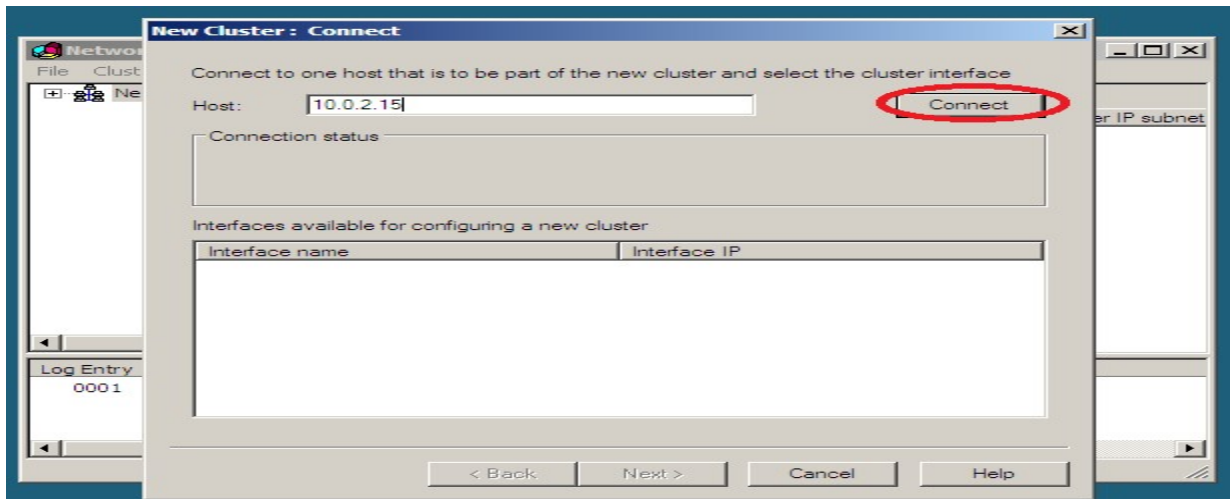 New Cluster : Connect
File Clust
Ne
Connect to one host that is to be part of the new cluster and select the cluster interface
Host: 10.0.2.15 Connect
er IP subnet
Connection status
Interfaces available for configuring a new cluster
Interface name Interface IP
Log Entry
0001
< Back Next > Cancel Help